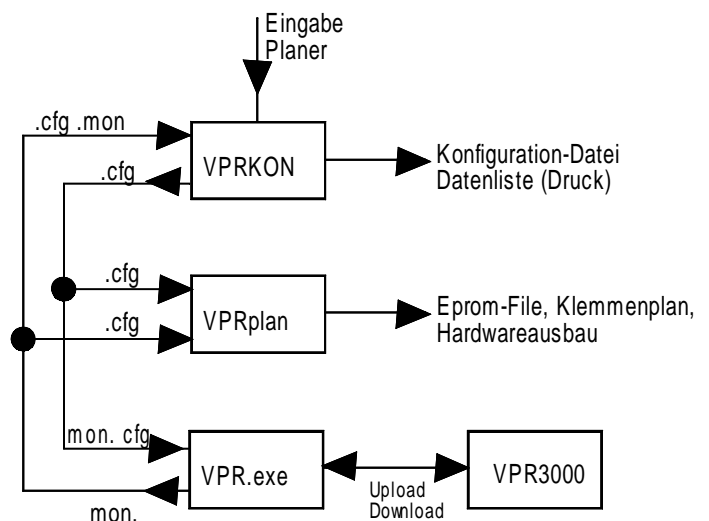 Eingabe
Planer
.cfg .mon
VPRKON
Konfiguration-Datei
Datenliste (Druck)
.cfg
.cfg
VPRplan
Eprom-File, Klemmenplan,
Hardwareausbau
.cfg
mon. cfg
VPR.exe
VPR3000
Upload
Download
mon.